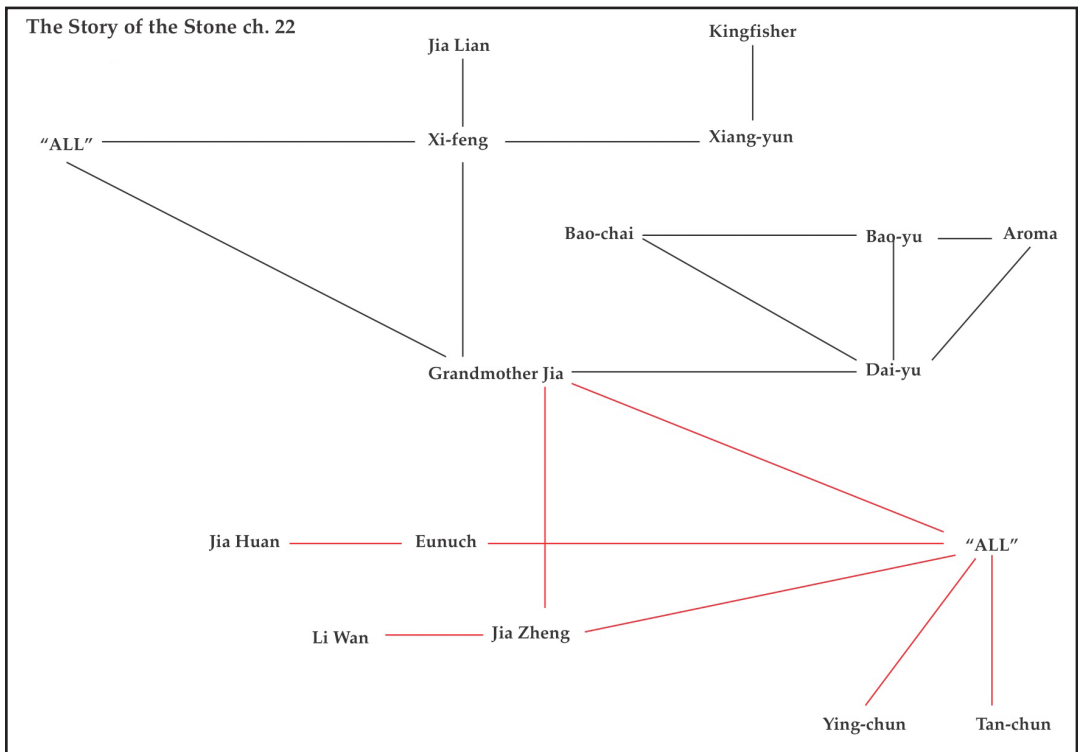 The Story of the Stone ch. 22
Kingfisher
Jia Lian
"ALL"
Xi-feng
Xiang-yun
Bao-chai
Bao-yu
Aroma
Grandmother Jia
Dai-yu
Jia Huan
Eunuch
"ALL"
Li Wan
Jia Zheng
Ying-chun
Tan-chun